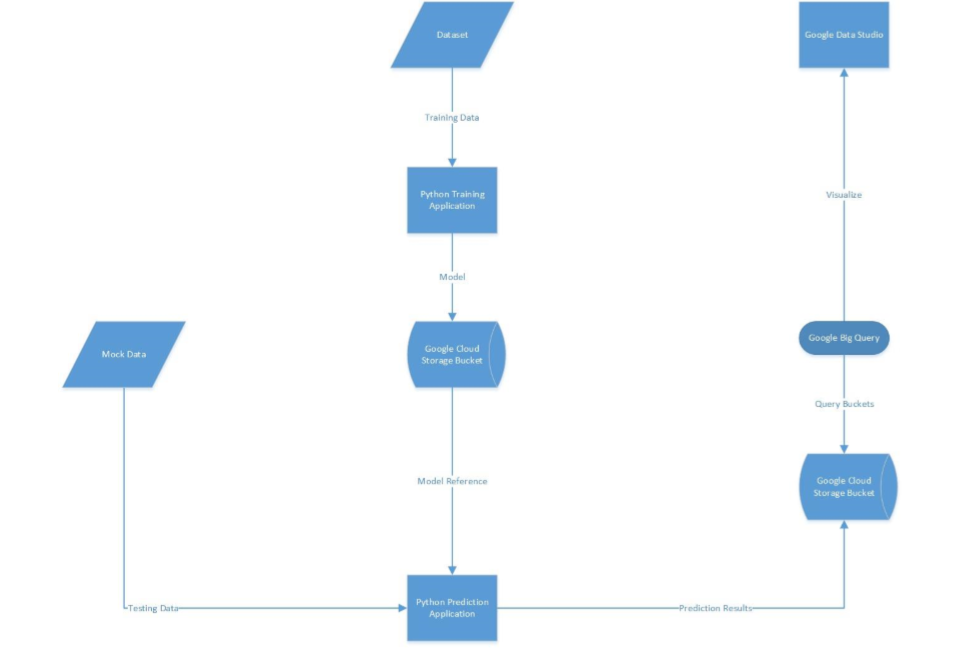 Dataset
Google Data Studio
Training Data
Python Training
Application
Visualize
Model
Mock Data
Google Cloud
Storage Bucket
Google Big Query
Query Buckets
Model Reference
Google Cloud
Storage Bucket
Python Prediction
Application
Testing Data
Prediction Results